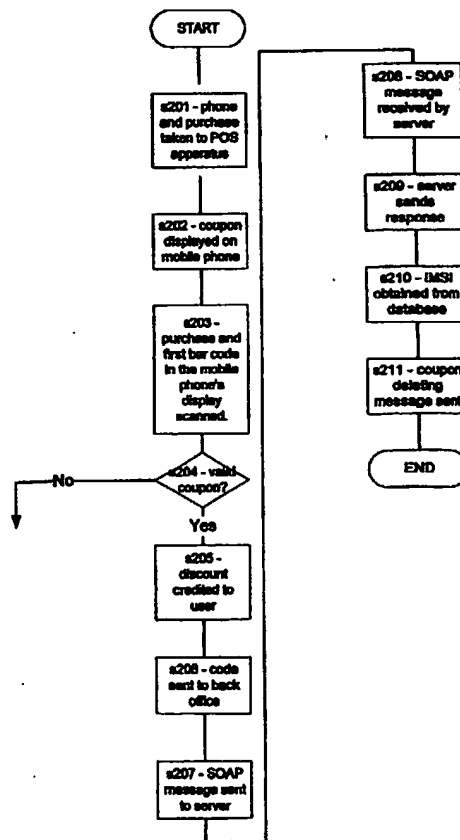 START
s201 - phone
and purchase
taken to POS
apparatus
s202 - coupon
displayed on
mobile phone
s203 -
purchase and
first bar code
in the mobile
phone's
display
scanned.
s204 - valid
coupon?
No
Yes
s205 -
discount
credited to
user
s206 - code
sent to back
office
s207 - SOAP
message sent
to server
s208 - SOAP
message
received by
server
s209 - server
sends
response
s210 - IMSI
obtained from
database
s211 - coupon
deleting
message sent
END